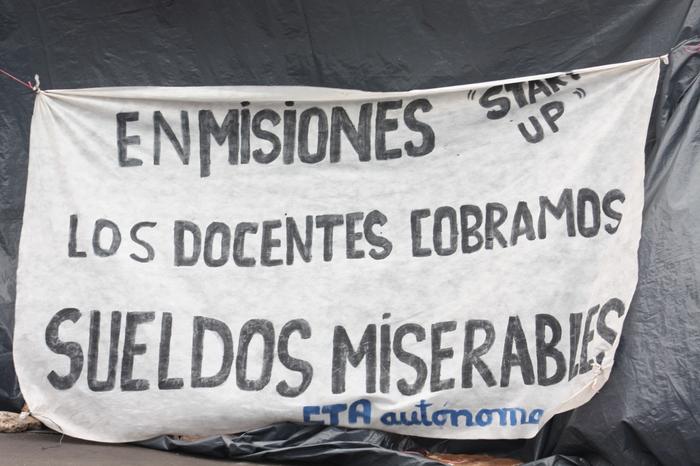 EN MiSiONES "START UP"
LOS DOCENTES COBRAMOS
SUELDOS MiSERABLES
CTA autónoma